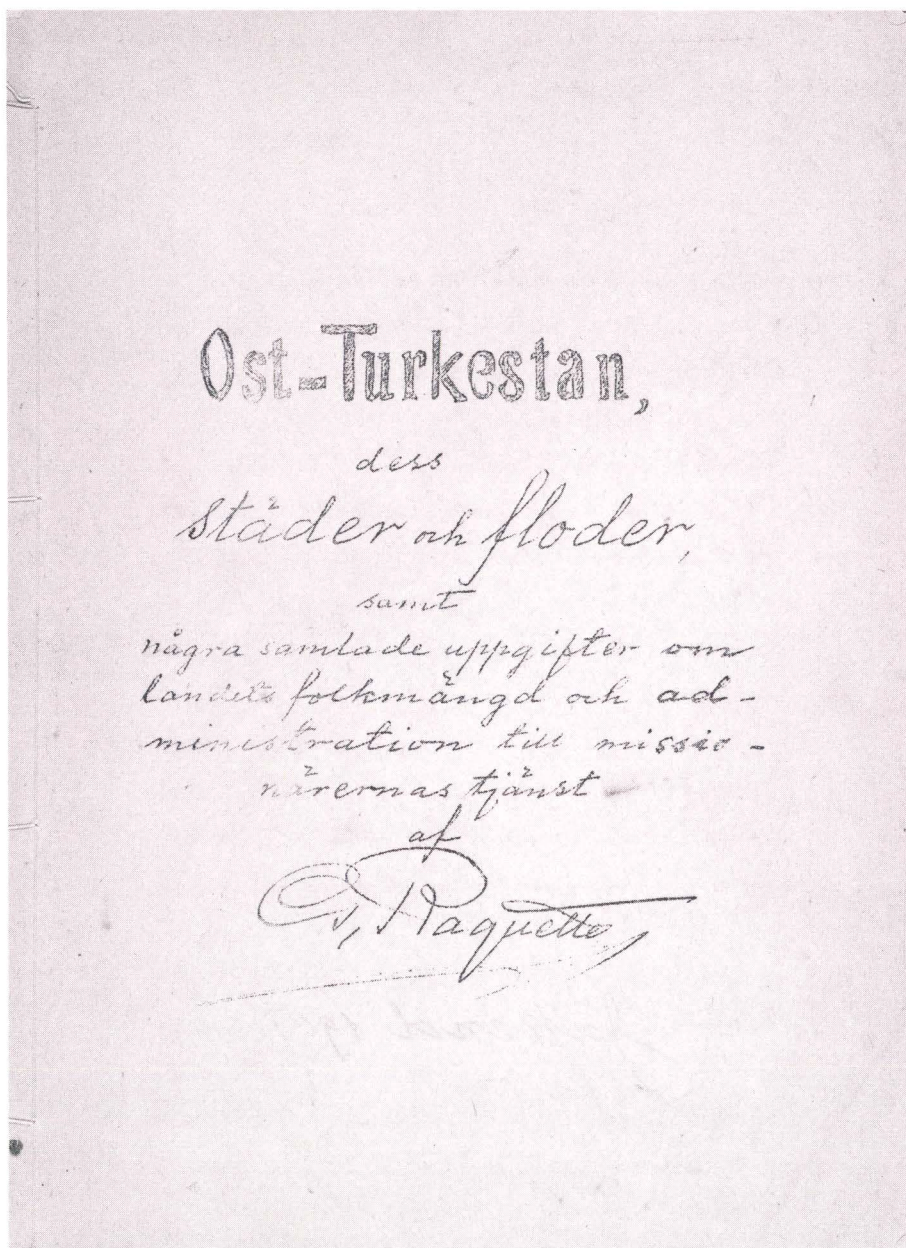 Ost-Turkestan,
dess
städer och floder,
samt
några samlade uppgifter om
landets folkmängd och ad-
ministration till missio-
närernas tjänst
af
G, Raquette